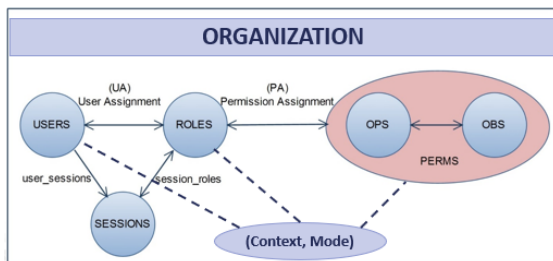 ORGANIZATION
(UA)
User Assignment
(PA)
Permission Assignment
USERS
ROLES
OPS
OBS
PERMS
user_sessions
session_roles
SESSIONS
(Context, Mode)